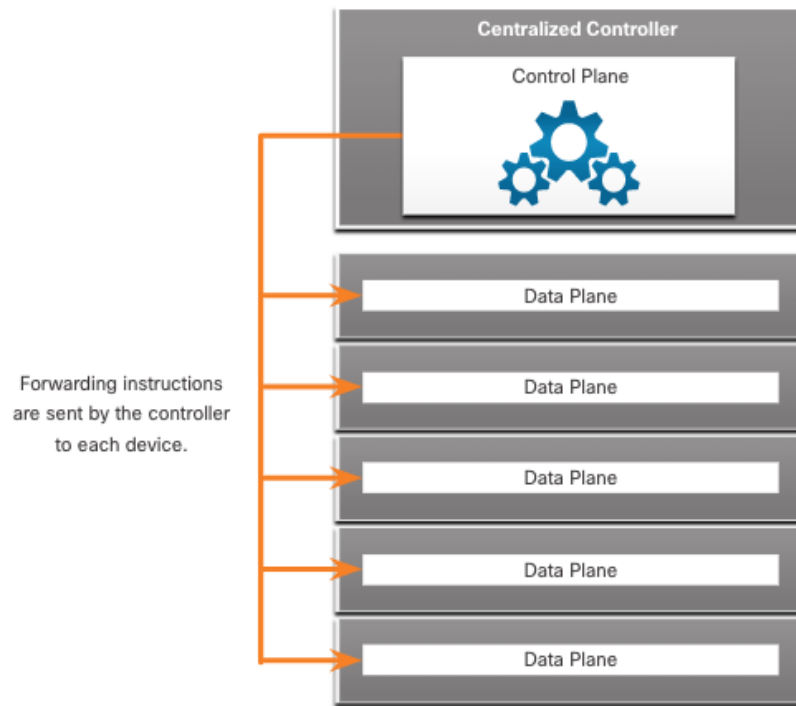 Centralized Controller
Control Plane
Data Plane
Data Plane
Forwarding instructions
are sent by the controller
to each device.
Data Plane
Data Plane
Data Plane